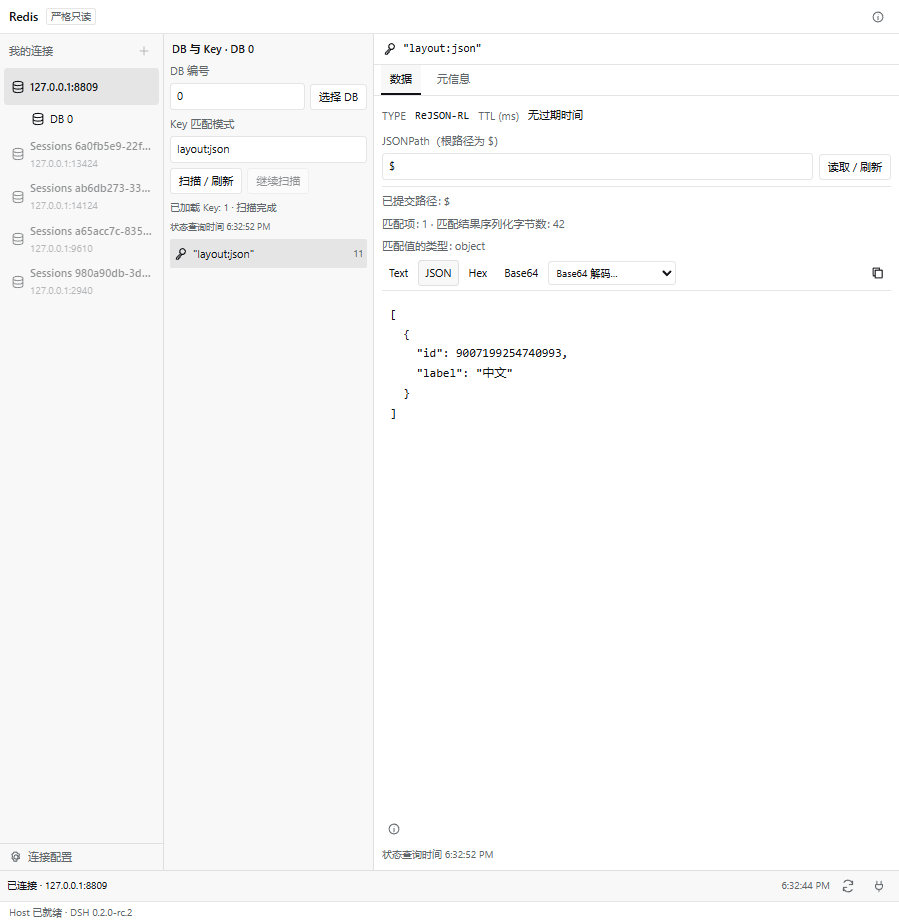 Redis 严格只读
我的连接
127.0.0.1:8809
DB 0
Sessions 6a0fb5e9-22f...
127.0.0.1:13424
Sessions ab6db273-33...
127.0.0.1:14124
Sessions a65acc7c-835...
127.0.0.1:9610
Sessions 980a90db-3d...
127.0.0.1:2940
连接配置
DB 与 Key · DB 0
DB 编号
0 选择 DB
Key 匹配模式
layout:json
扫描 / 刷新 继续扫描
已加载 Key: 1 · 扫描完成
状态查询时间 6:32:52 PM
"layout:json" 11
"layout:json"
数据 元信息
TYPE ReJSON-RL TTL (ms) 无过期时间
JSONPath（根路径为 $）
$ 读取 / 刷新
已提交路径: $
匹配项: 1 · 匹配结果序列化字节数: 42
匹配值的类型: object
Text JSON Hex Base64 Base64 解码...
[
{
"id": 9007199254740993,
"label": "中文"
}
]
状态查询时间 6:32:52 PM
已连接 · 127.0.0.1:8809 6:32:44 PM
Host 已就绪 · DSH 0.2.0-rc.2